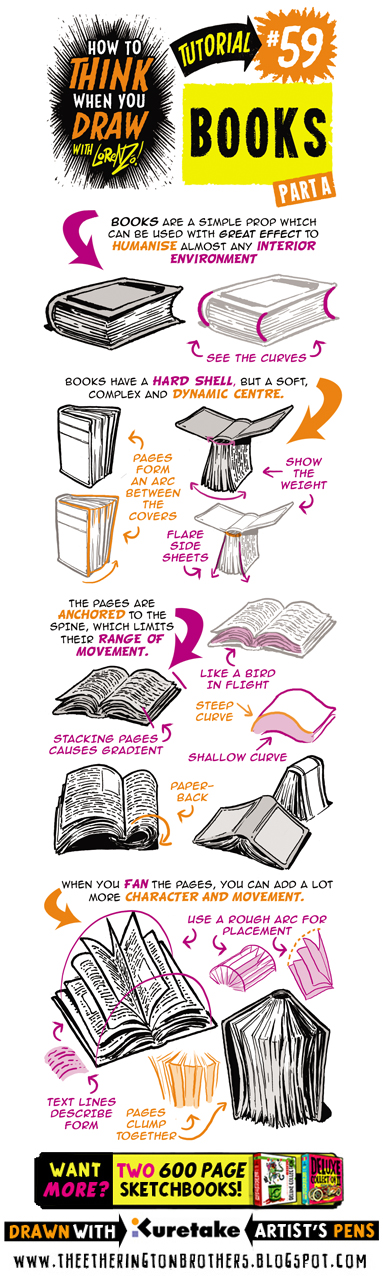 HOW TO
THINK
WHEN YOU
DRAW
WITH LORENZO!
TUTORIAL
#59
BOOKS
PART A
BOOKS ARE A SIMPLE PROP WHICH
CAN BE USED WITH GREAT EFFECT TO
HUMANISE ALMOST ANY INTERIOR
ENVIRONMENT
SEE THE CURVES
BOOKS HAVE A HARD SHELL, BUT A SOFT,
COMPLEX AND DYNAMIC CENTRE.
PAGES
FORM
AN ARC
BETWEEN
THE
COVERS
SHOW
THE
WEIGHT
FLARE
SIDE
SHEETS
THE PAGES ARE
ANCHORED TO THE
SPINE, WHICH LIMITS
THEIR RANGE OF
MOVEMENT.
LIKE A BIRD
IN FLIGHT
STEEP
CURVE
STACKING PAGES
CAUSES GRADIENT
SHALLOW CURVE
PAPER-
BACK
WHEN YOU FAN THE PAGES, YOU CAN ADD A LOT
MORE CHARACTER AND MOVEMENT.
USE A ROUGH ARC FOR
PLACEMENT
TEXT LINES
DESCRIBE
FORM
PAGES
CLUMP
TOGETHER
WANT
MORE?
TWO 600 PAGE
SKETCHBOOKS!
DELUXE
DRAWN WITH
Kuretake
ARTIST'S PENS
WWW.THEETHERINGTONBROTHERS.BLOGSPOT.COM